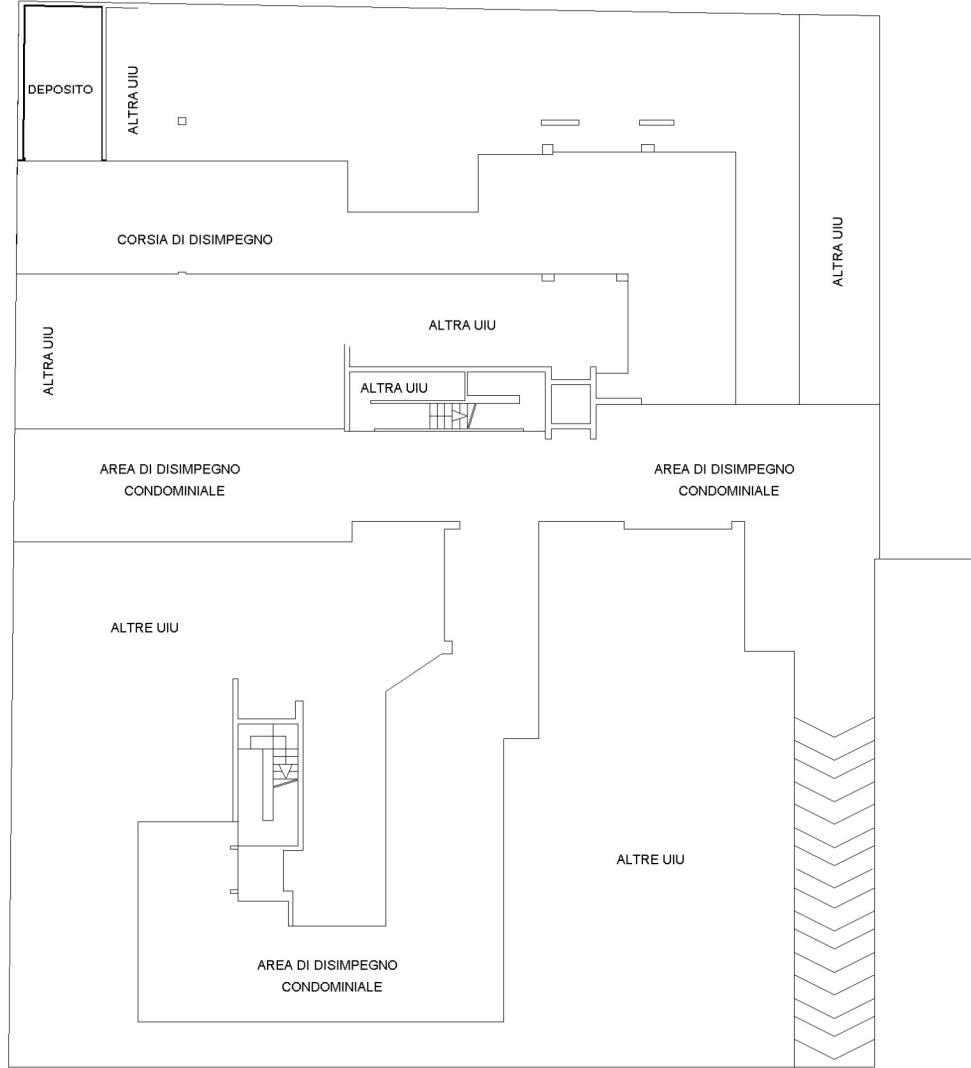 DEPOSITO
ALTRA UIU
CORSIA DI DISIMPEGNO
ALTRA UIU
ALTRA UIU
ALTRA UIU
ALTRA UIU
AREA DI DISIMPEGNO
CONDOMINIALE
AREA DI DISIMPEGNO
CONDOMINIALE
ALTRE UIU
ALTRE UIU
AREA DI DISIMPEGNO
CONDOMINIALE